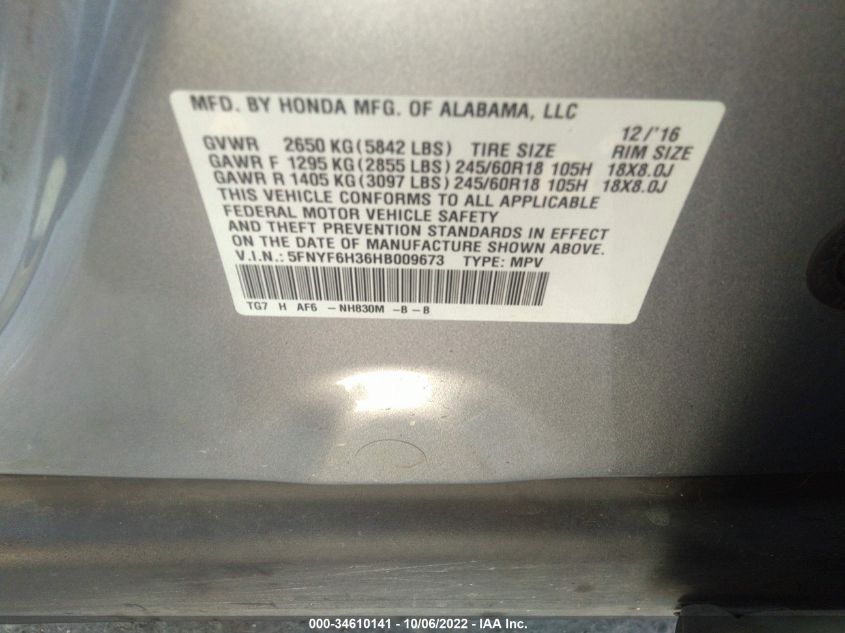 MFD. BY HONDA MFG. OF ALABAMA, LLC
12/'16
GVWR 2650 KG(5842 LBS) TIRE SIZE RIM SIZE
GAWR F 1295 KG(2855 LBS) 245/60R18 105H 18X8.0J
GAWR R 1405 KG(3097 LBS) 245/60R18 105H 18X8.0J
THIS VEHICLE CONFORMS TO ALL APPLICABLE
FEDERAL MOTOR VEHICLE SAFETY
AND THEFT PREVENTION STANDARDS IN EFFECT
ON THE DATE OF MANUFACTURE SHOWN ABOVE.
V.I.N.: 5FNYF6H36HB009673 TYPE: MPV
TG7 H AF6 -NH830M -B-B
000-34610141 - 10/06/2022 - IAA Inc.